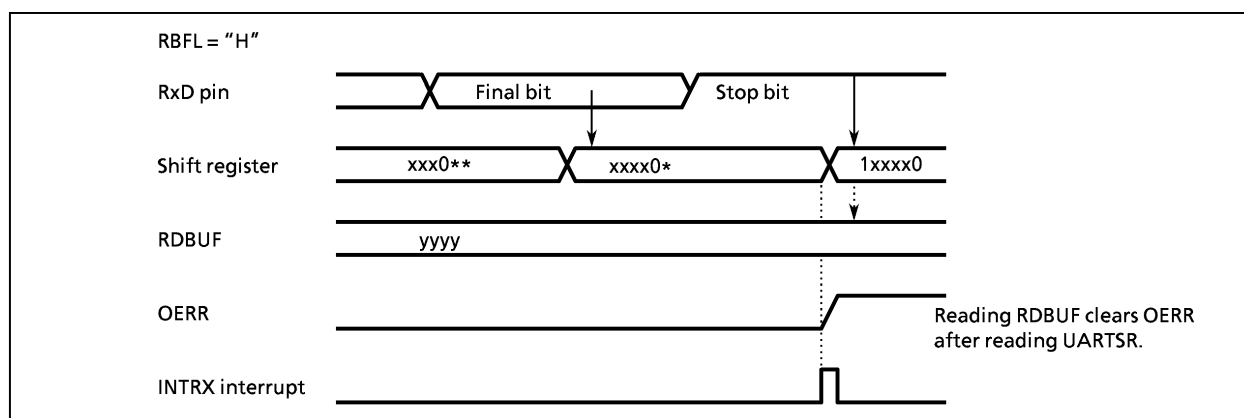 RBFL = “H”
RxD pin
Final bit
Stop bit
Shift register
xxx0**
xxxx0*
1xxxx0
RDBUF
yyyy
OERR
Reading RDBUF clears OERR
after reading UARTSR.
INTRX interrupt